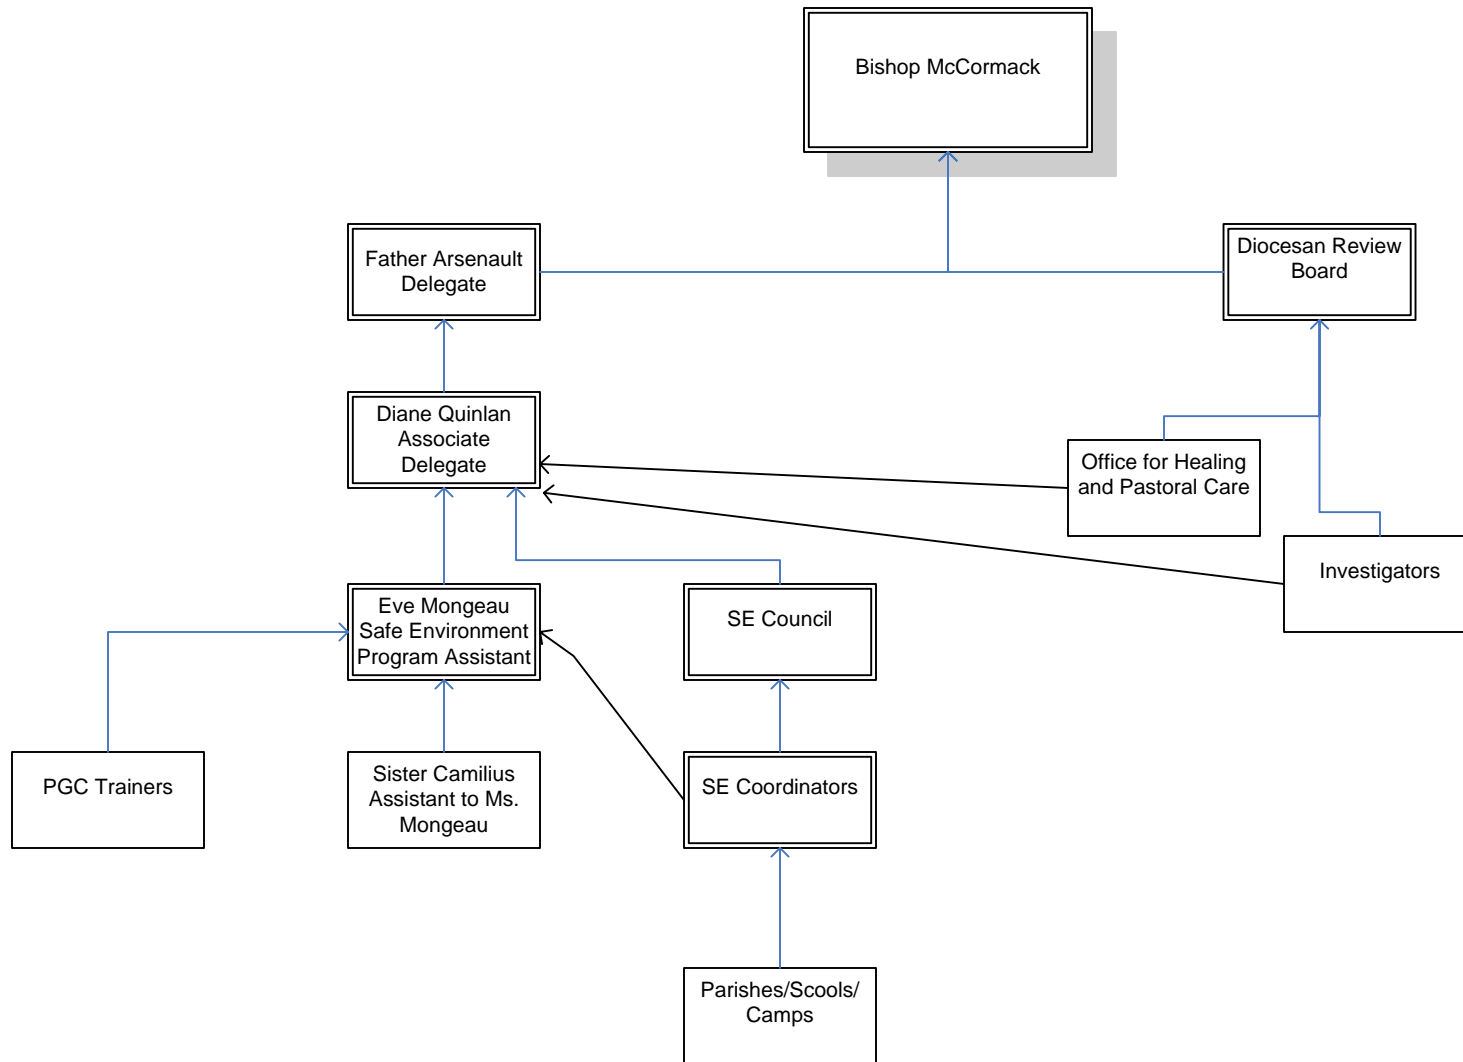 Bishop McCormack
Father Arsenault
Delegate
Diocesan Review
Board
Diane Quinlan
Associate
Delegate
Office for Healing
and Pastoral Care
Investigators
Eve Mongeau
Safe Environment
Program Assistant
SE Council
PGC Trainers
Sister Camilius
Assistant to Ms.
Mongeau
SE Coordinators
Parishes/Scools/
Camps